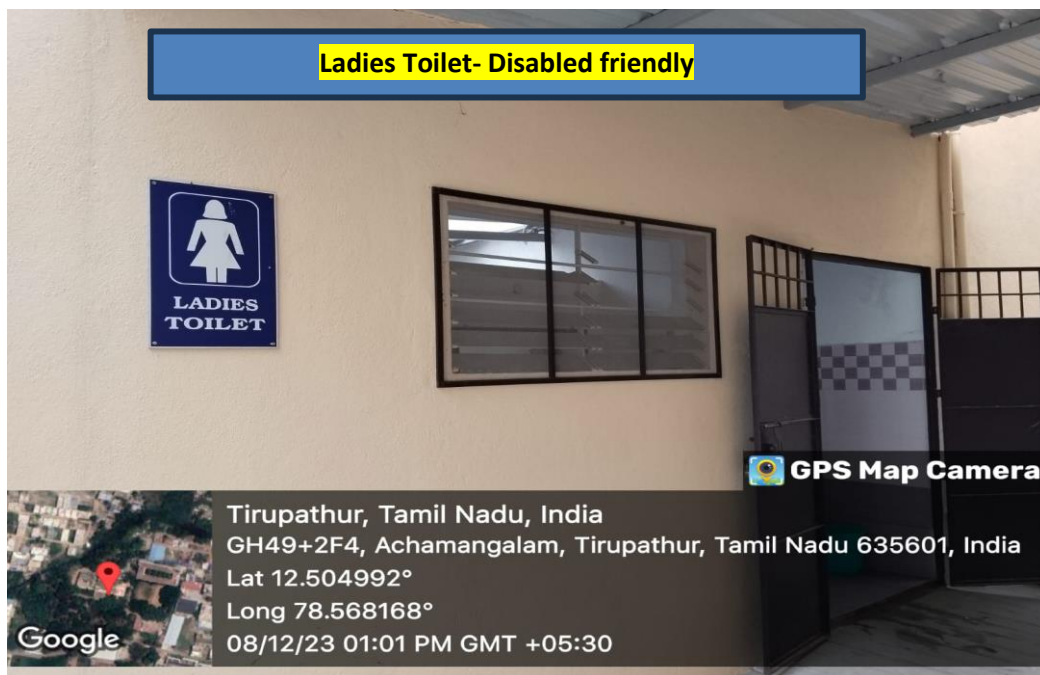 Ladies Toilet- Disabled friendly
LADIES
TOILET
GPS Map Camera
Tirupathur, Tamil Nadu, India
GH49+2F4, Achamangalam, Tirupathur, Tamil Nadu 635601, India
Lat 12.504992°
Long 78.568168°
08/12/23 01:01 PM GMT +05:30
Google